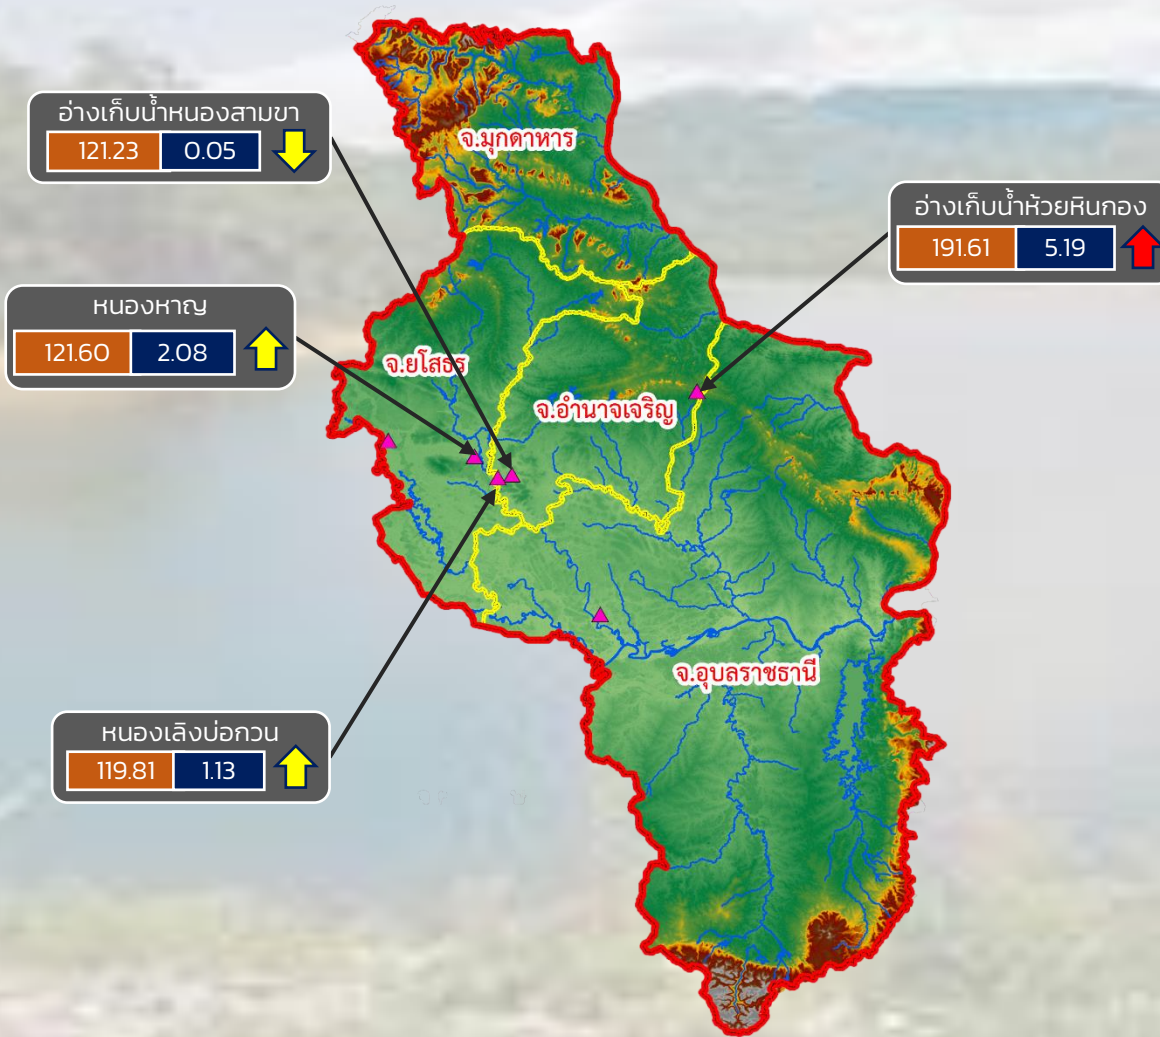 อ่างเก็บน้ำหนองสามขา
121.23 0.05
จ.มุกดาหาร
อ่างเก็บน้ำห้วยหินกอง
191.61 5.19
หนองหาญ
121.60 2.08
จ.ยโสธร
จ.อำนาจเจริญ
จ.อุบลราชธานี
หนองเลิงบ่อกวน
119.81 1.13